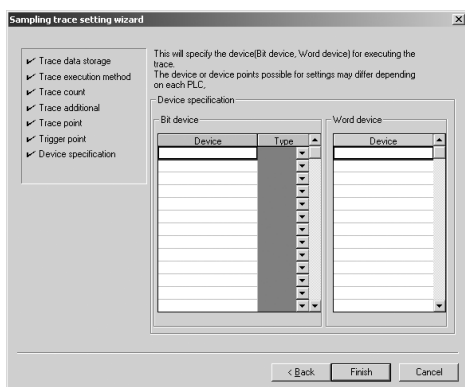 Sampling trace setting wizard
Trace data storage
Trace execution method
Trace count
Trace additional
Trace point
Trigger point
Device specification
This will specify the device(Bit device, Word device) for executing the
trace.
The device or device points possible for settings may differ depending
on each PLC,
Device specification
Bit device
Device Type
Word device
Device
< Back
Finish
Cancel